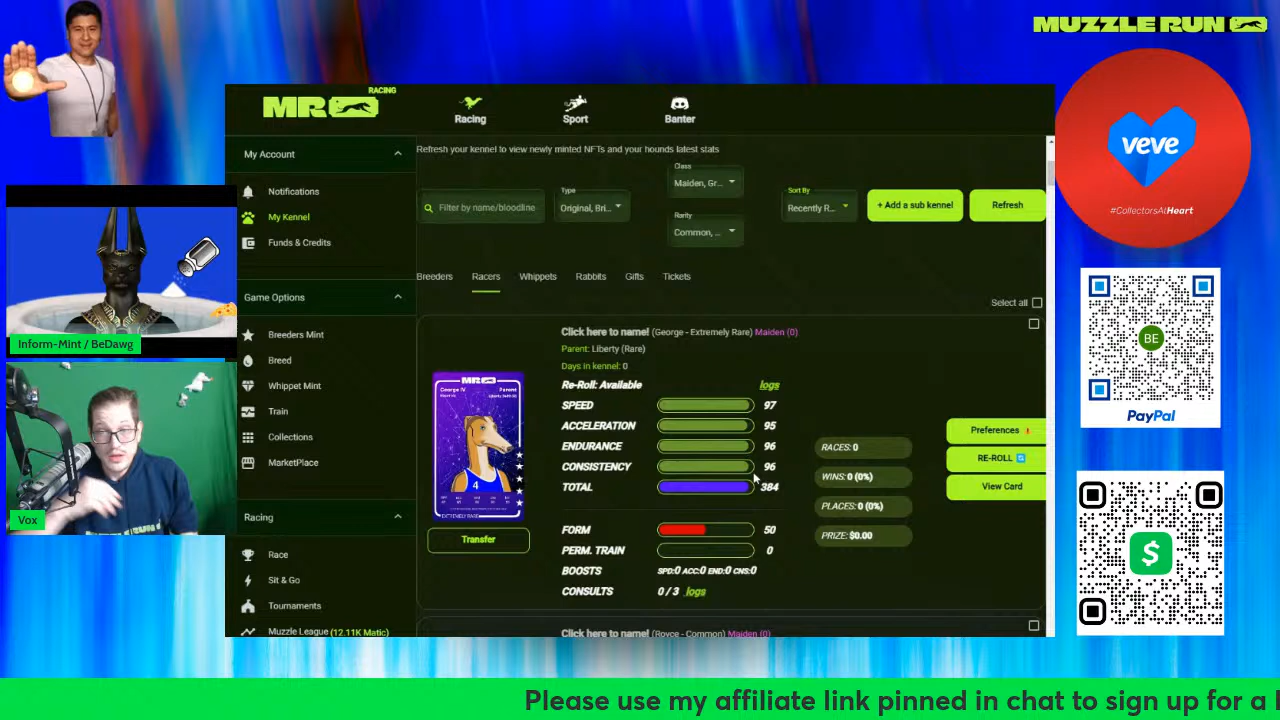 MUZZLE RUN
RACING
MR
Racing
Sport
Banter
My Account
Notifications
My Kennel
Funds & Credits
Game Options
Breeders Mint
Breed
Whippet Mint
Train
Collections
MarketPlace
Racing
Race
Sit & Go
Tournaments
Muzzle League (12.11K Matic)
Refresh your kennel to view newly minted NFTs and your hounds latest stats
Filter by name/bloodline
Type
Original, Bri...
Class
Maiden, Gr...
Rarity
Common, ...
Sort By
Recently R...
+ Add a sub kennel
Refresh
Breeders Racers Whippets Rabbits Gifts Tickets
Select all
Click here to name! (George - Extremely Rare) Maiden (0)
Parent: Liberty (Rare)
Days in kennel: 0
Re-Roll: Available logs
SPEED 97
ACCELERATION 95
ENDURANCE 96
CONSISTENCY 96
TOTAL 384
FORM 50
PERM. TRAIN 0
BOOSTS SPD:0 ACC:0 END:0 CNS:0
CONSULTS 0 / 3 logs
RACES: 0
WINS: 0 (0%)
PLACES: 0 (0%)
PRIZE: $0.00
Preferences
RE-ROLL
View Card
MR
George IV
Parent
4
EXTREMELY RARE
Transfer
Click here to name! (Royce - Common) Maiden (0)
Inform-Mint / BeDawg
Vox
veve
#CollectorsAtHeart
BE
PayPal
$
Please use my affiliate link pinned in chat to sign up for a